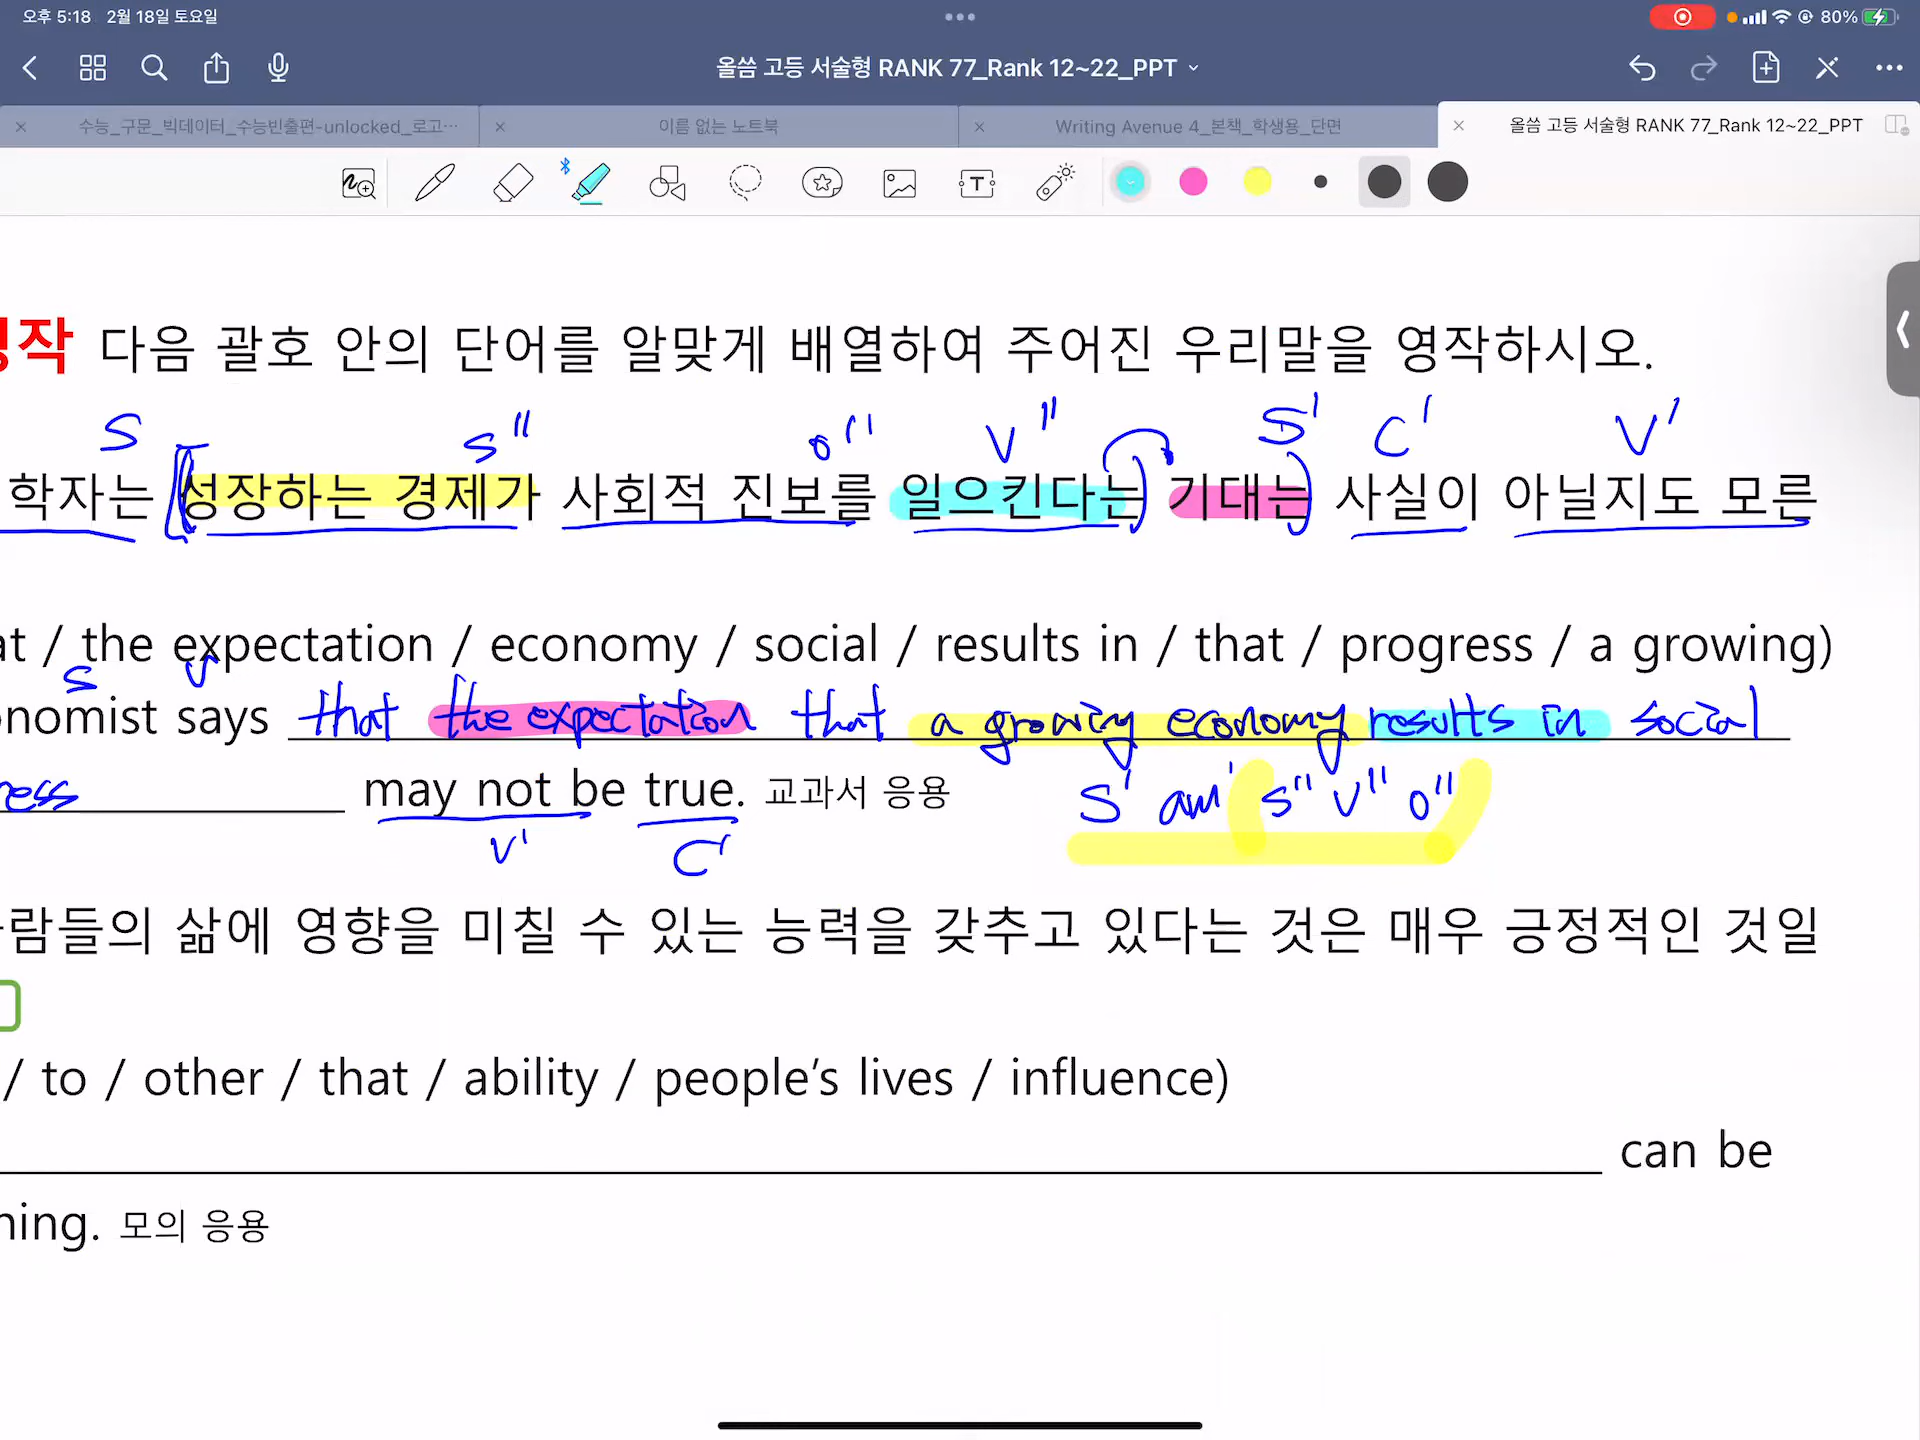 오후 5:18 2월 18일 토요일
80%
올씀 고등 서술형 RANK 77_Rank 12~22_PPT
수능_구문_빅데이터_수능빈출편-unlocked_로고…
이름 없는 노트북
Writing Avenue 4_본책_학생용_단면
올씀 고등 서술형 RANK 77_Rank 12~22_PPT
영작 다음 괄호 안의 단어를 알맞게 배열하여 주어진 우리말을 영작하시오.
S S" O" V" S' C' V'
학자는 성장하는 경제가 사회적 진보를 일으킨다는 기대는 사실이 아닐지도 모른
at / the expectation / economy / social / results in / that / progress / a growing)
S V
nomist says that the expectation that a growing economy results in social
ress may not be true. 교과서 응용
S' S" V" O"
V' C'
람들의 삶에 영향을 미칠 수 있는 능력을 갖추고 있다는 것은 매우 긍정적인 것일
/ to / other / that / ability / people's lives / influence)
can be
hing. 모의 응용